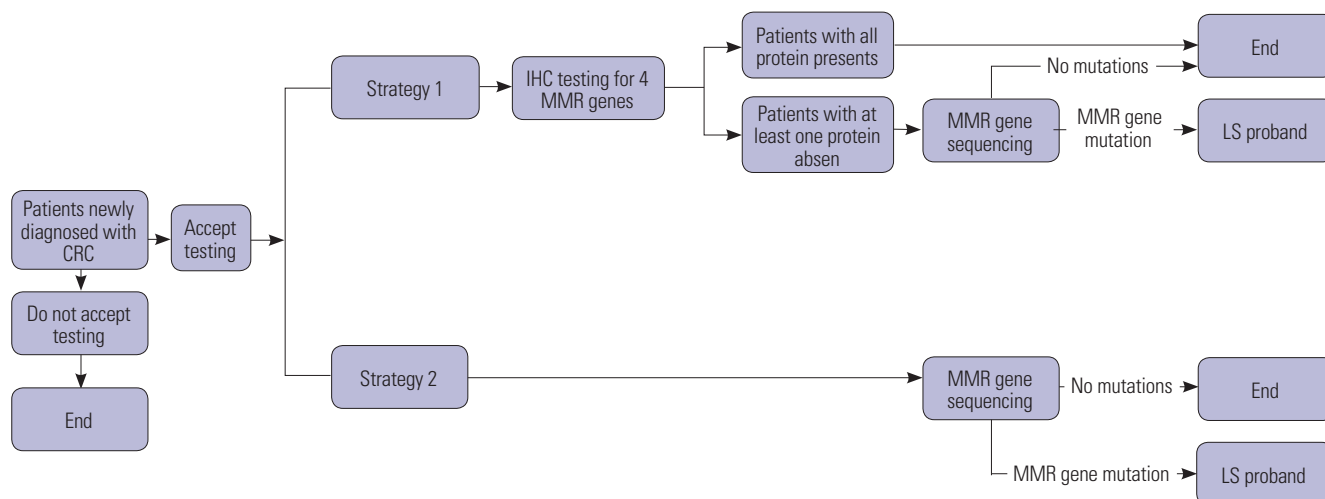 Patients newly
diagnosed with
CRC
Do not accept
testing
End
Accept
testing
Strategy 1
IHC testing for 4
MMR genes
Patients with all
protein presents
Patients with at
least one protein
absen
MMR gene
sequencing
No mutations
End
MMR gene
mutation
LS proband
Strategy 2
MMR gene
sequencing
No mutations
End
MMR gene mutation
LS proband